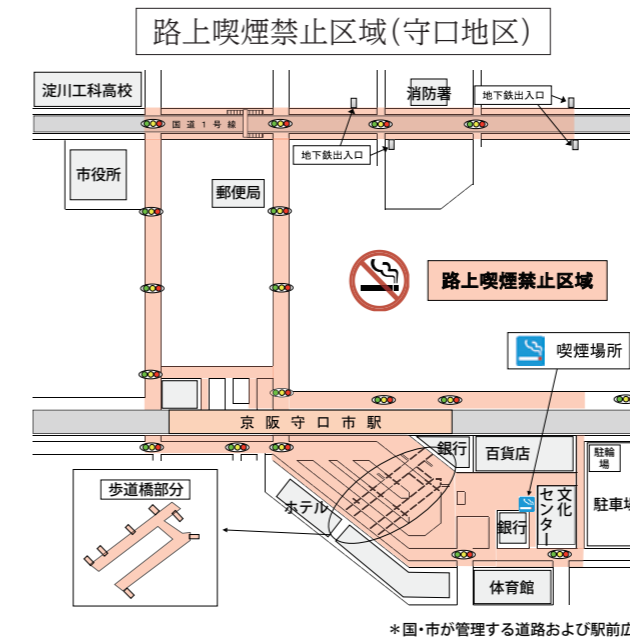 路上喫煙禁止区域(守口地区)
淀川工科高校
消防署
地下鉄出入口
国道1号線
地下鉄出入口
市役所
郵便局
路上喫煙禁止区域
喫煙場所
京阪守口市駅
銀行
百貨店
駐輪場
歩道橋部分
ホテル
銀行
文化センター
駐車場
体育館
*国・市が管理する道路および駅前広